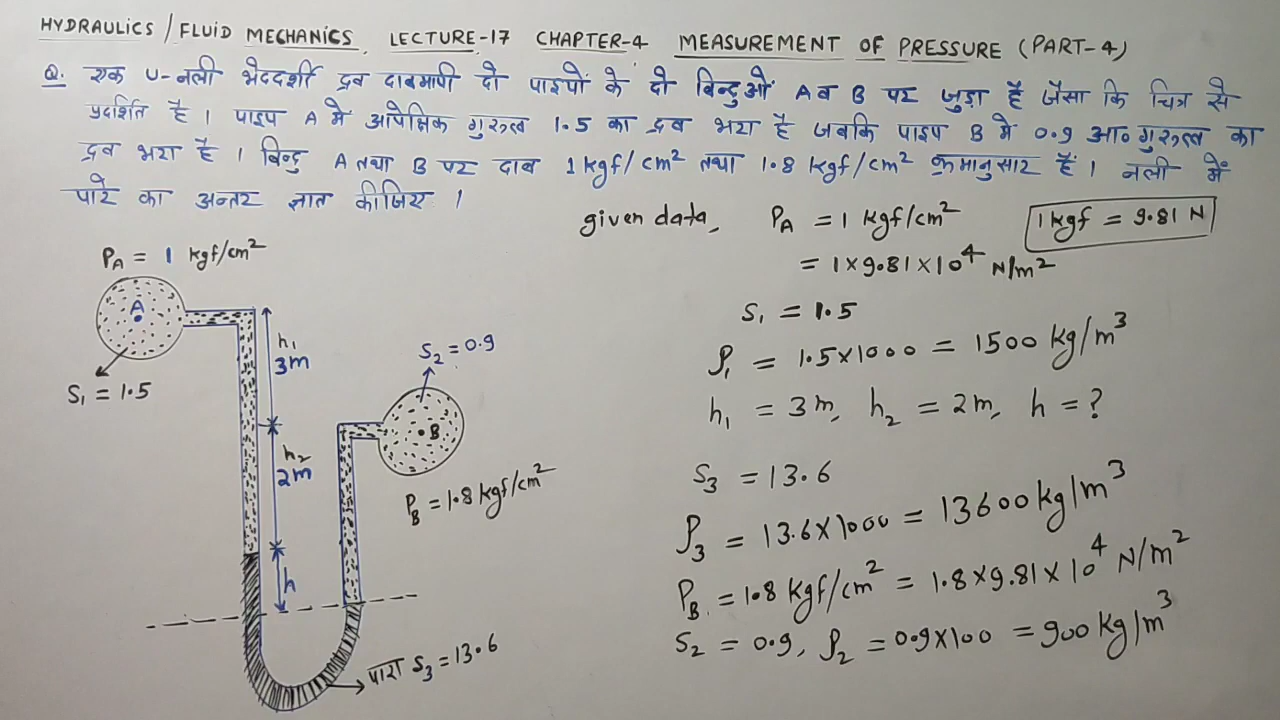 HYDRAULICS / FLUID MECHANICS, LECTURE-17 CHAPTER-4 MEASUREMENT OF PRESSURE (PART-4)
Q. एक U-नली भेददर्शी द्रव दाबमापी दो पाइपों के दो बिन्दुओं A व B पर जुड़ा है जैसा कि चित्र से
प्रदर्शित है । पाइप A में आपेक्षिक गुरुत्व 1.5 का द्रव भरा है जबकि पाइप B में 0.9 आ० गुरुत्व का
द्रव भरा है । बिन्दु A तथा B पर दाब 1 kgf/cm² तथा 1.8 kgf/cm² क्रमानुसार हैं । नली में
पारे का अन्तर ज्ञात कीजिए ।
given data, P_A = 1 kgf/cm²
1 kgf = 9.81 N
= 1×9.81×10⁴ N/m²
S₁ = 1.5
ρ₁ = 1.5×1000 = 1500 kg/m³
h₁ = 3m, h₂ = 2m, h = ?
S₃ = 13.6
ρ₃ = 13.6×1000 = 13600 kg/m³
P_B = 1.8 kgf/cm² = 1.8×9.81×10⁴ N/m²
S₂ = 0.9, ρ₂ = 0.9×100 = 900 kg/m³
P_A = 1 kgf/cm²
A
S₁ = 1.5
h₁
3m
S₂ = 0.9
B
h₂
2m
P_B = 1.8 kgf/cm²
h
पारा S₃ = 13.6